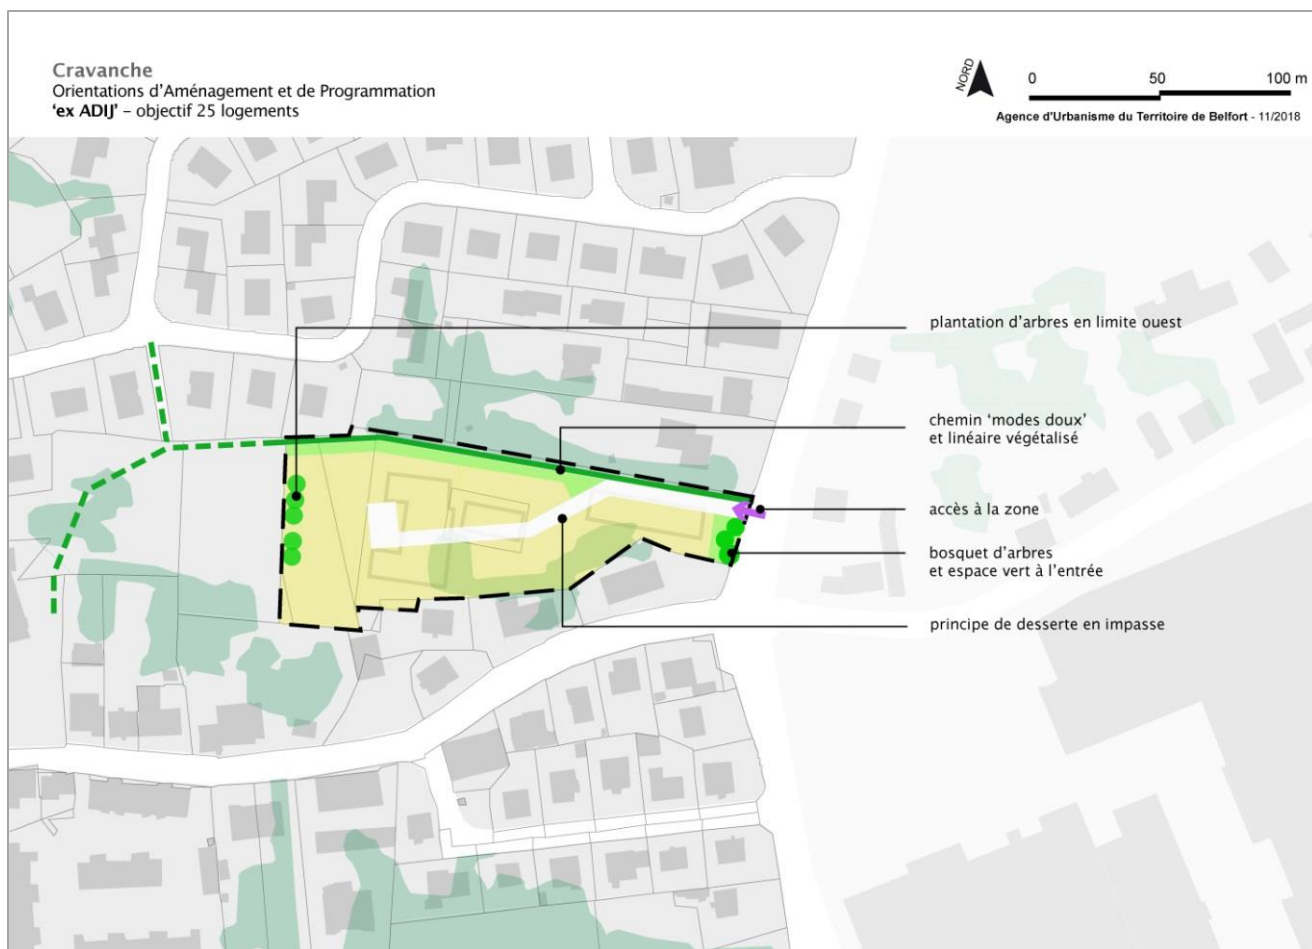 Cravanche
Orientations d'Aménagement et de Programmation
'ex ADIJ' – objectif 25 logements
NORD
0 50 100 m
Agence d'Urbanisme du Territoire de Belfort - 11/2018
plantation d'arbres en limite ouest
chemin 'modes doux'
et linéaire végétalisé
accès à la zone
bosquet d'arbres
et espace vert à l'entrée
principe de desserte en impasse